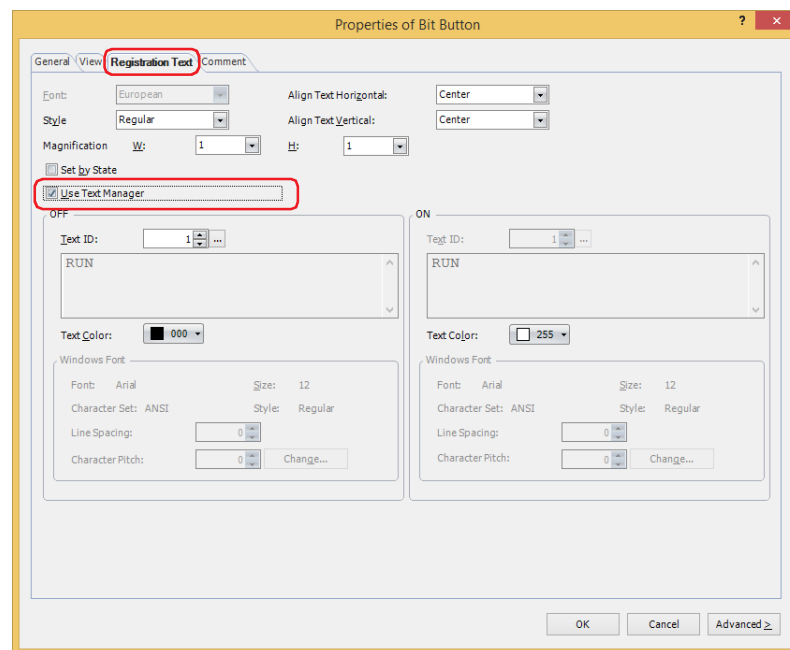 Properties of Bit Button ? ×
General View Registration Text Comment
Font: European Align Text Horizontal: Center
Style Regular Align Text Vertical: Center
Magnification W: 1 H: 1
Set by State
Use Text Manager
OFF ON
Text ID: 1 ... Text ID: 1 ...
RUN RUN
Text Color: 000 Text Color: 255
Windows Font Windows Font
Font: Arial Size: 12 Font: Arial Size: 12
Character Set: ANSI Style: Regular Character Set: ANSI Style: Regular
Line Spacing: 0 Line Spacing: 0
Character Pitch: 0 Change... Character Pitch: 0 Change...
OK Cancel Advanced >